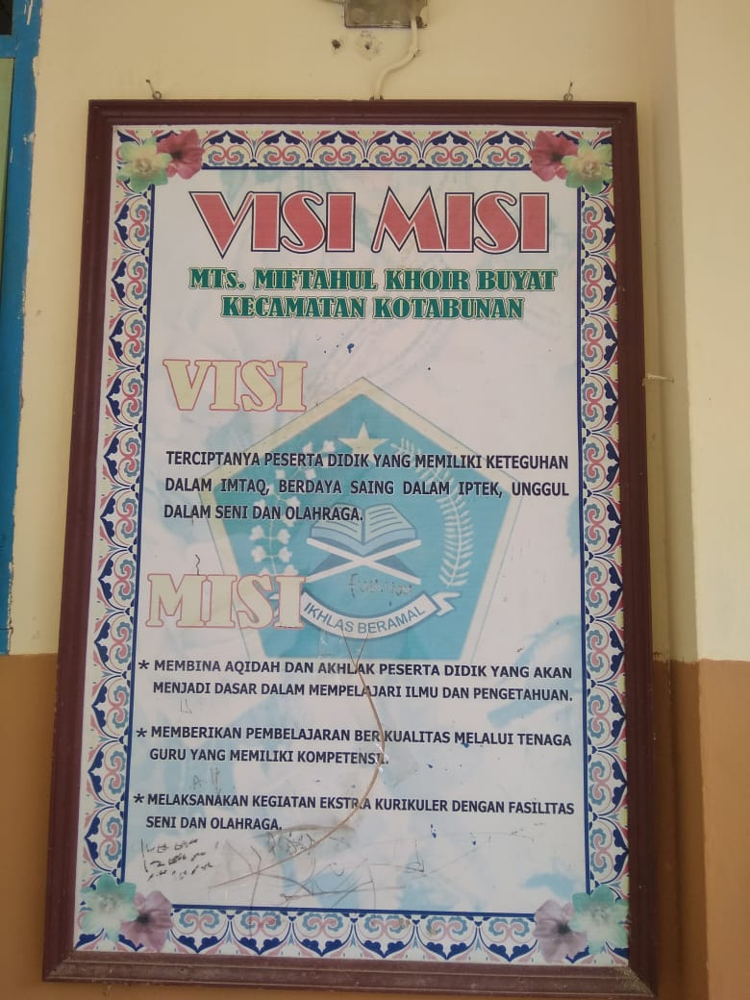 VISI MISI
MTs. MIFTAHUL KHOIR BUYAT
KECAMATAN KOTABUNAN
VISI
TERCIPTANYA PESERTA DIDIK YANG MEMILIKI KETEGUHAN
DALAM IMTAQ, BERDAYA SAING DALAM IPTEK, UNGGUL
DALAM SENI DAN OLAHRAGA.
MISI
IKHLAS BERAMAL
* MEMBINA AQIDAH DAN AKHLAK PESERTA DIDIK YANG AKAN
MENJADI DASAR DALAM MEMPELAJARI ILMU DAN PENGETAHUAN.
* MEMBERIKAN PEMBELAJARAN BERKUALITAS MELALUI TENAGA
GURU YANG MEMILIKI KOMPETENSI.
* MELAKSANAKAN KEGIATAN EKSTRA KURIKULER DENGAN FASILITAS
SENI DAN OLAHRAGA.